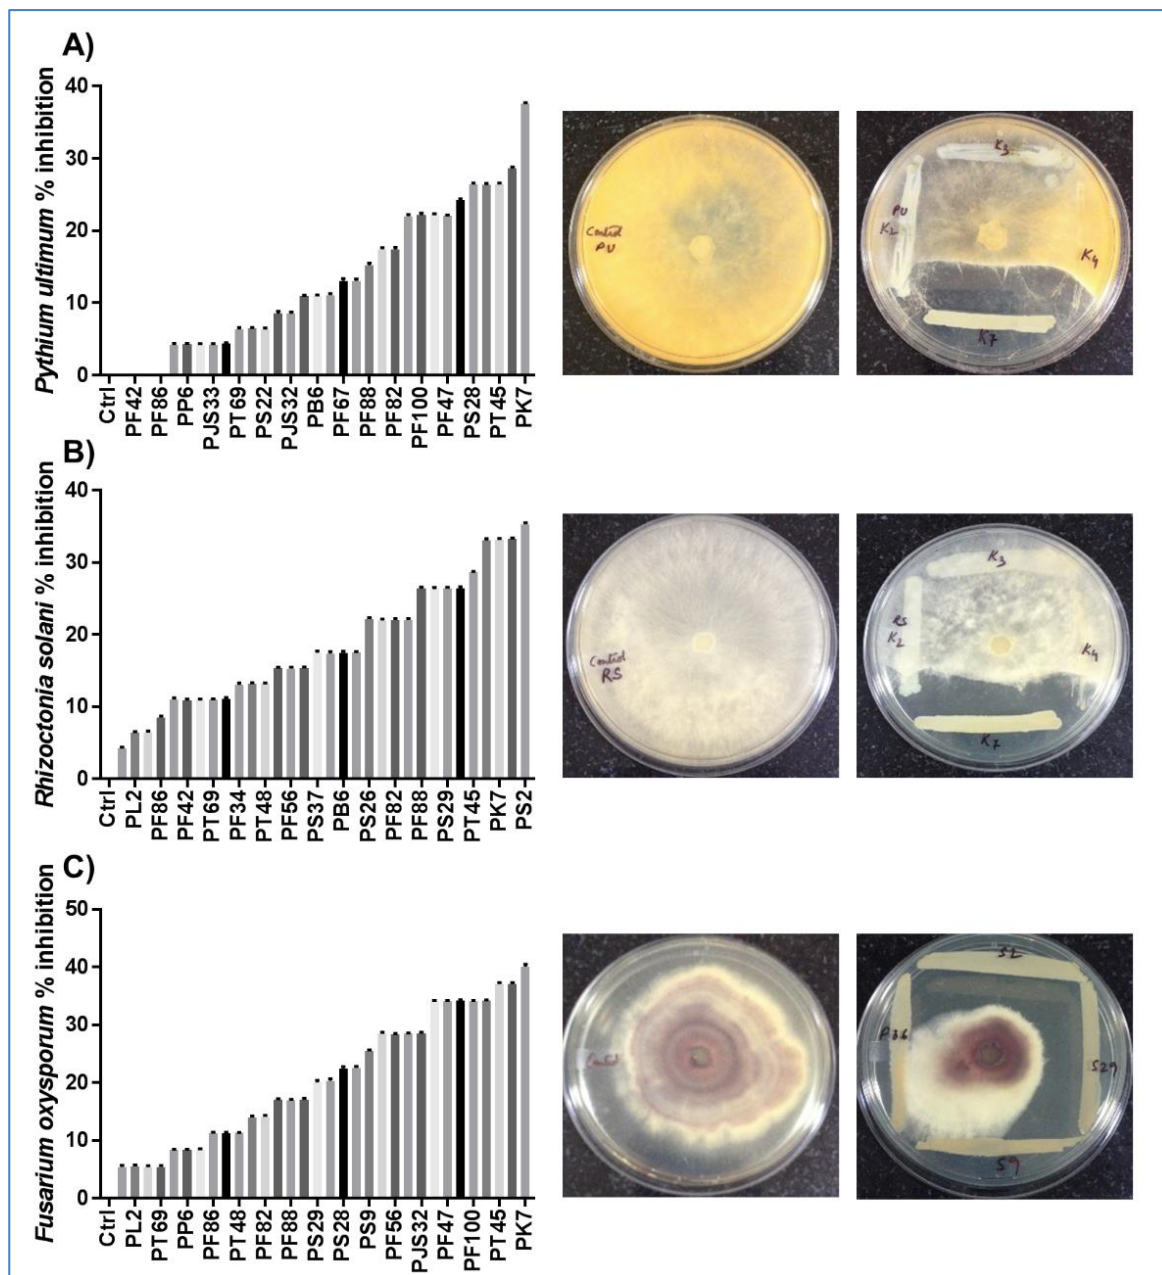 A)
Pythium ultimum % inhibition
40
30
20
10
0
Ctrl
PF42
PF86
PP6
PJS33
PT69
PS22
PJS32
PB6
PF67
PF88
PF82
PF100
PF47
PS28
PT45
PK7
Control
PU
K3
PU
K2
K4
K7
B)
Rhizoctonia solani % inhibition
40
30
20
10
0
Ctrl
PL2
PF86
PF42
PT69
PF34
PT48
PF56
PS37
PB6
PS26
PF82
PF88
PS29
PT45
PK7
PS2
Control
RS
K3
RS
K2
K4
K7
C)
Fusarium oxysporum % inhibition
50
40
30
20
10
0
Ctrl
PL2
PT69
PP6
PF86
PT48
PF82
PF88
PS29
PS28
PS9
PF56
PJS32
PF47
PF100
PT45
PK7
Control
S2
S29
S9